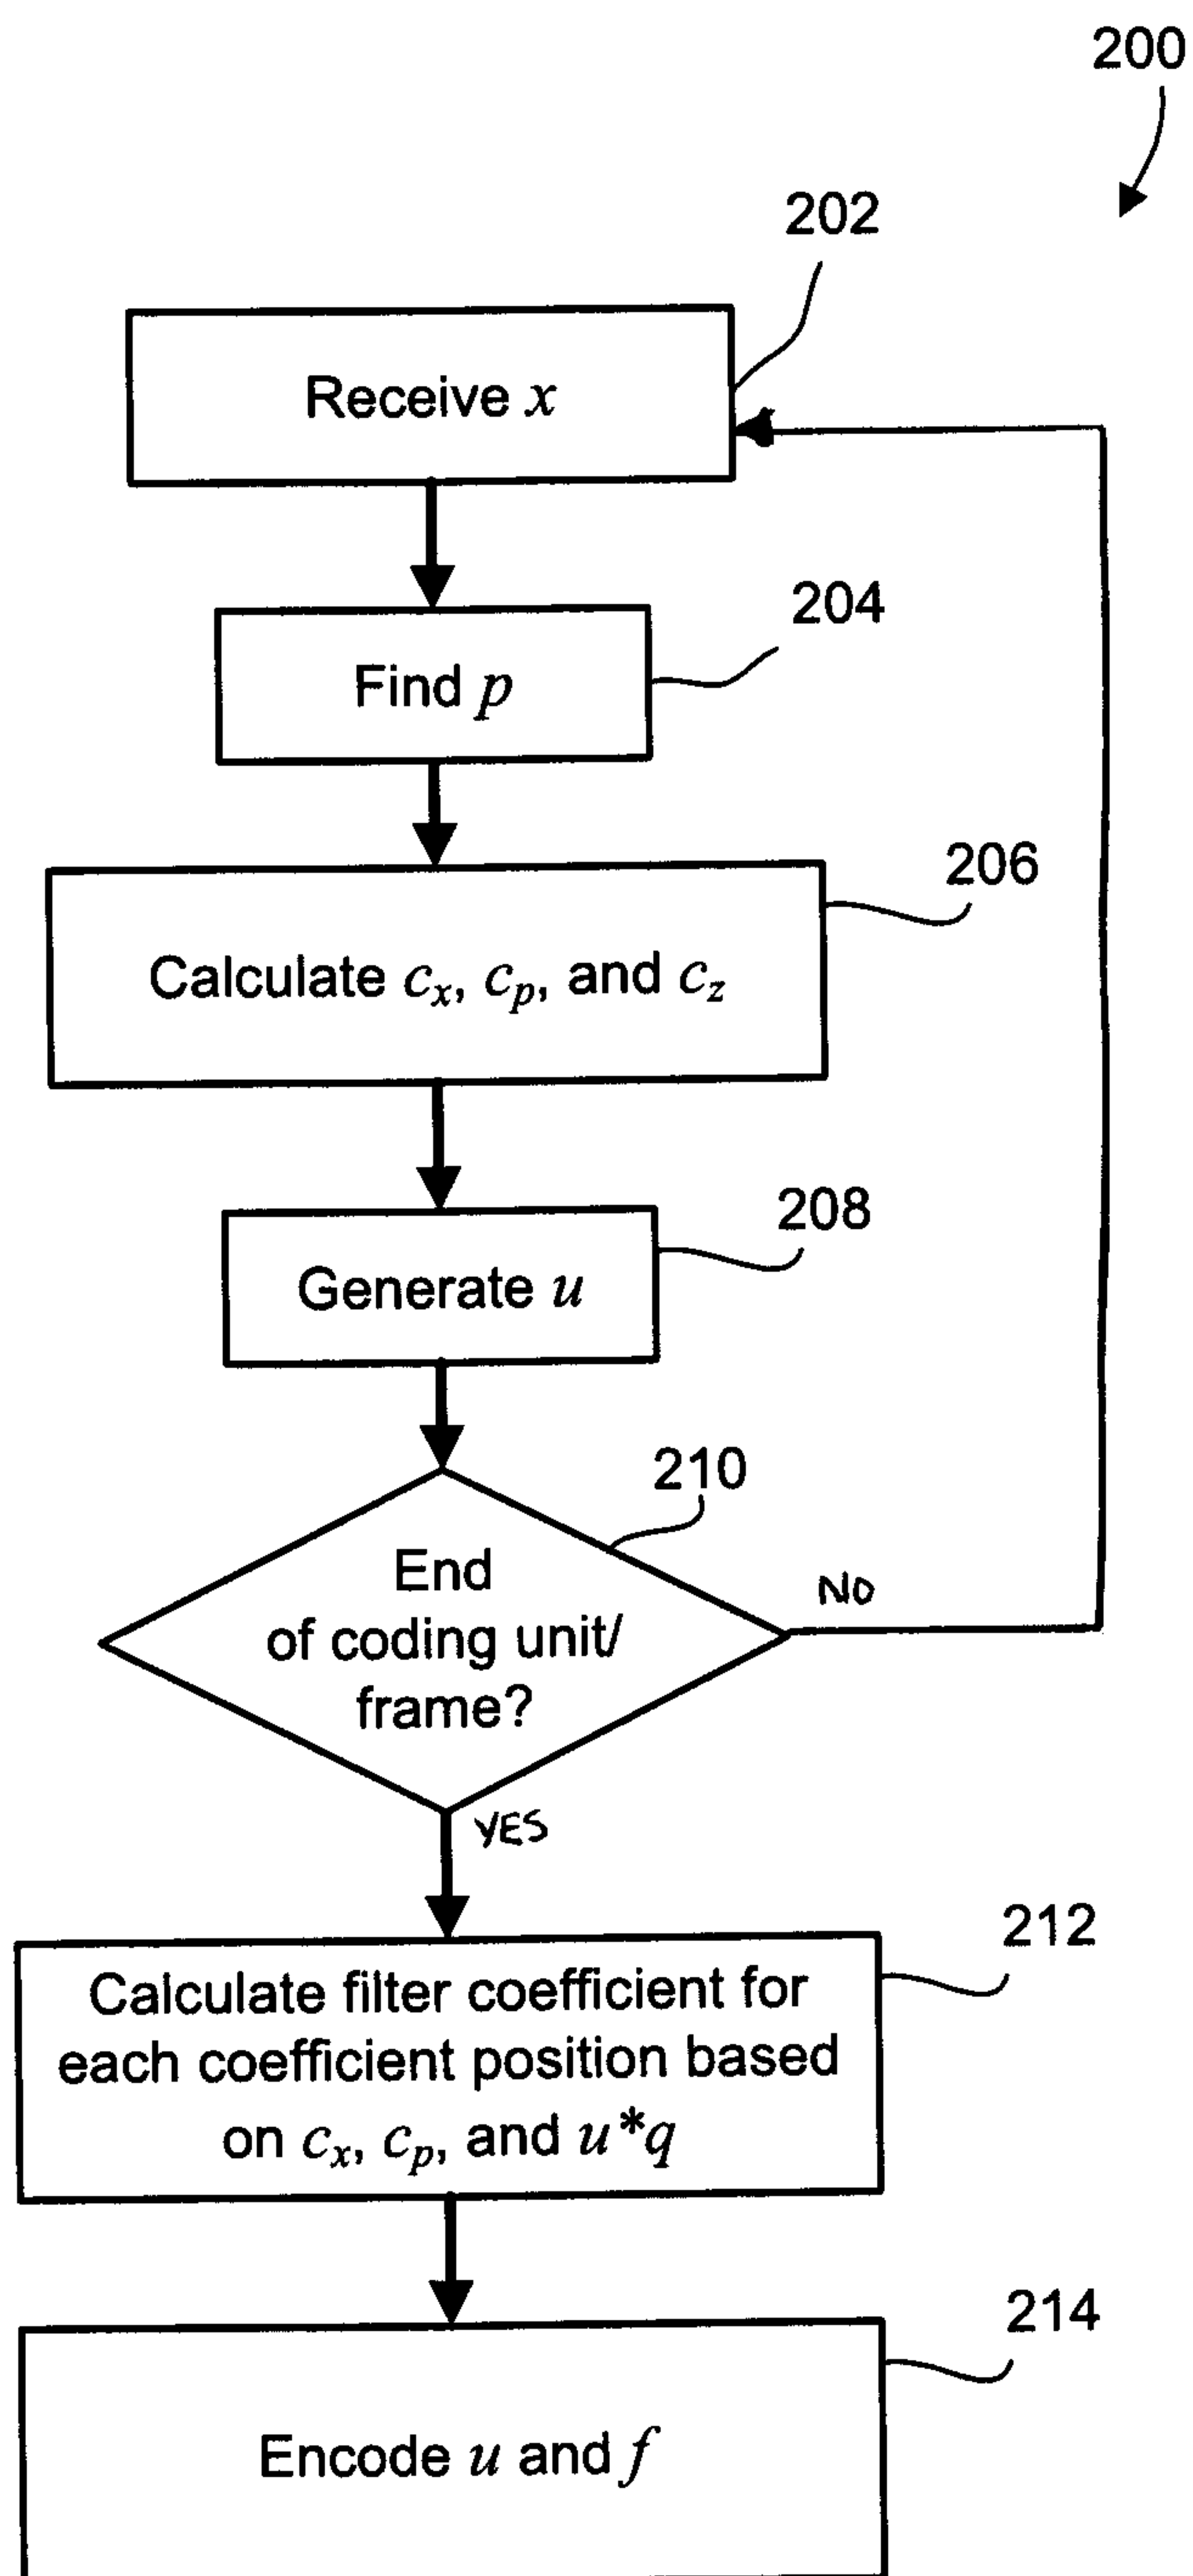 200
202
Receive x
204
Find p
206
Calculate cₓ, cₚ, and c_z
208
Generate u
210
End
of coding unit/
frame?
NO
YES
212
Calculate filter coefficient for
each coefficient position based
on cₓ, cₚ, and u*q
214
Encode u and f